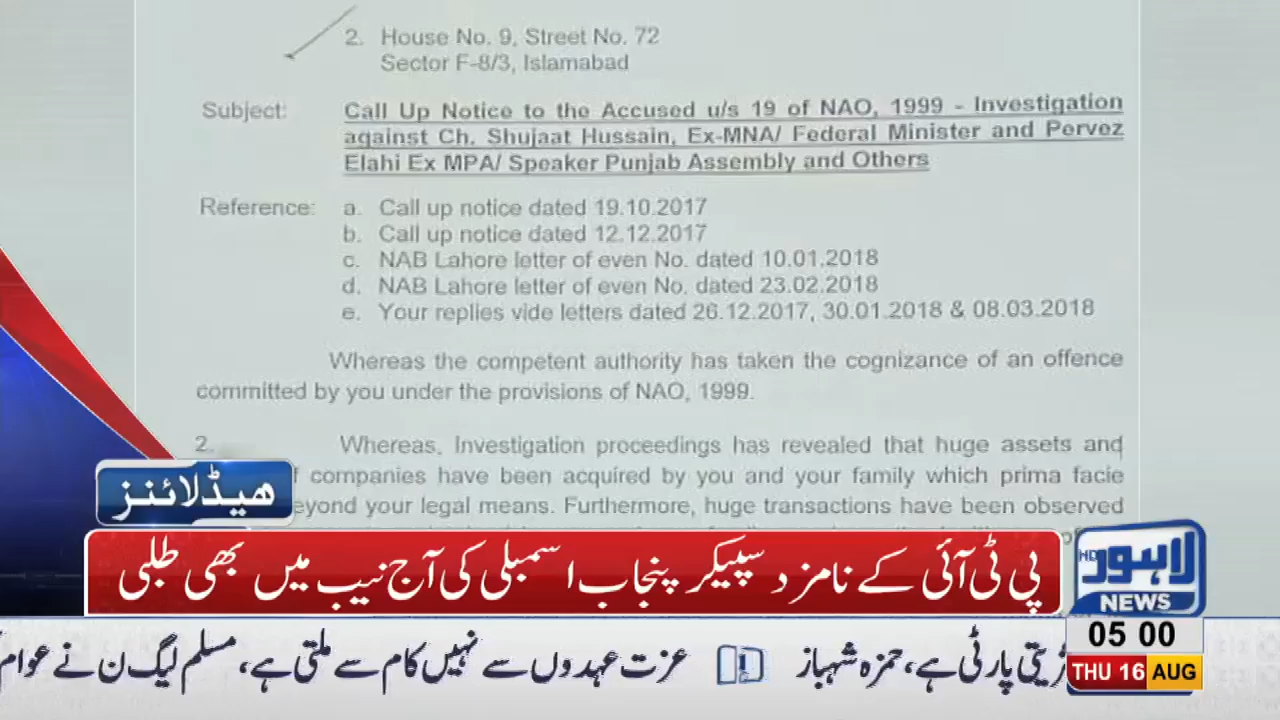 2. House No. 9, Street No. 72
Sector F-8/3, Islamabad
Subject: Call Up Notice to the Accused u/s 19 of NAO, 1999 - Investigation
against Ch. Shujaat Hussain, Ex-MNA/ Federal Minister and Pervez
Elahi Ex MPA/ Speaker Punjab Assembly and Others
Reference: a. Call up notice dated 19.10.2017
b. Call up notice dated 12.12.2017
c. NAB Lahore letter of even No. dated 10.01.2018
d. NAB Lahore letter of even No. dated 23.02.2018
e. Your replies vide letters dated 26.12.2017, 30.01.2018 & 08.03.2018
Whereas the competent authority has taken the cognizance of an offence
committed by you under the provisions of NAO, 1999.
2. Whereas, Investigation proceedings has revealed that huge assets and
companies have been acquired by you and your family which prima facie
your legal means. Furthermore, huge transactions have been observed
ہیڈلائنز
پی ٹی آئی کے نامزد سپیکر پنجاب اسمبلی کی آج نیب میں بھی طلبی
HD
لاہور
NEWS
05 00
THU 16 AUG
پارٹی ہے، حمزہ شہباز
عزت عہدوں سے نہیں کام سے ملتی ہے، مسلم لیگ ن نے عوام